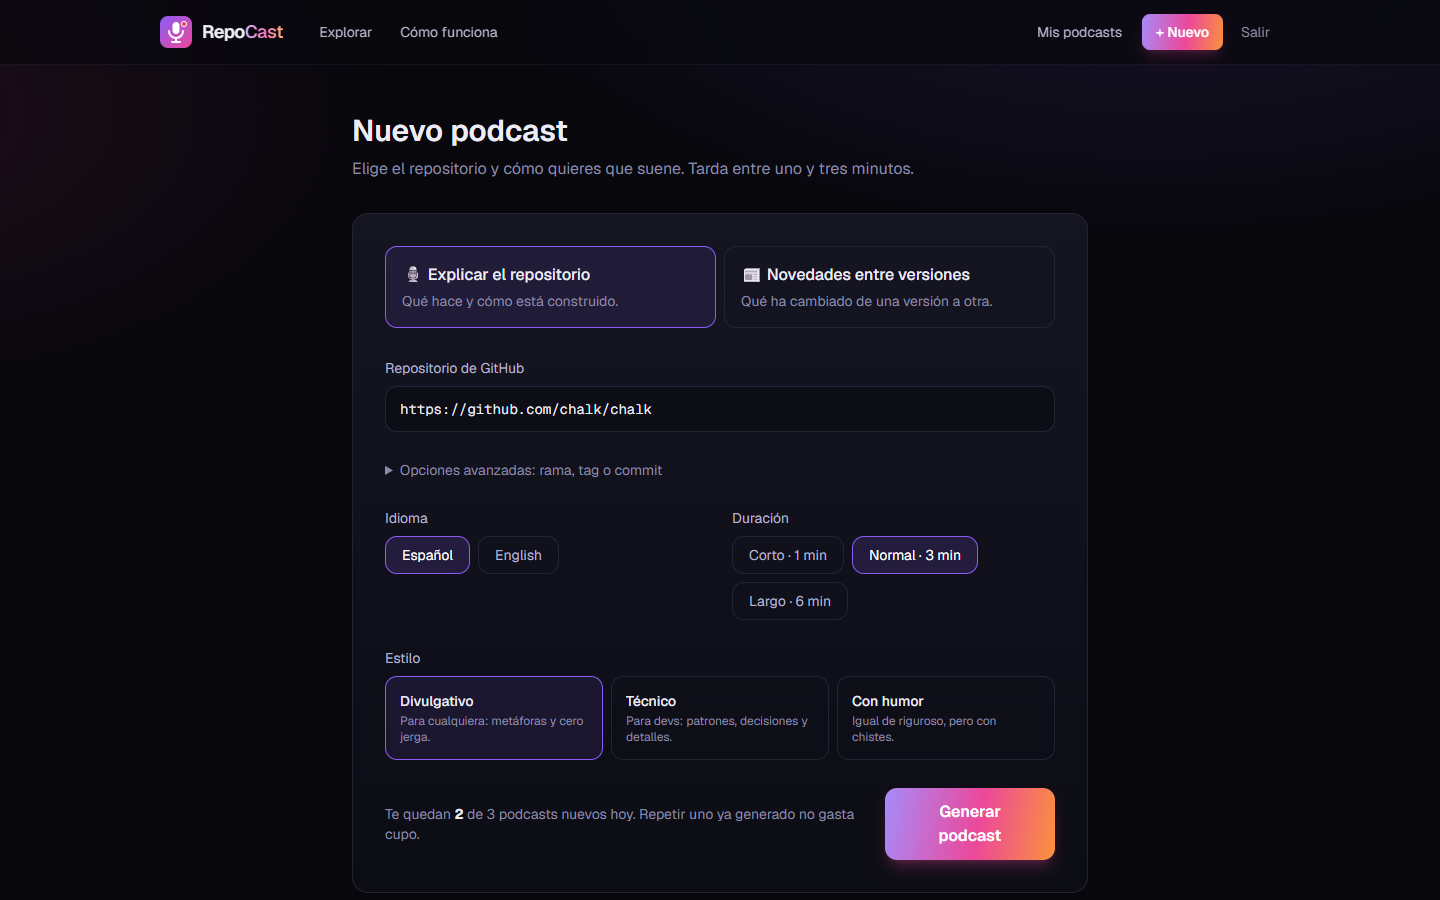 RepoCast
Explorar
Cómo funciona
Mis podcasts
+ Nuevo
Salir
Nuevo podcast
Elige el repositorio y cómo quieres que suene. Tarda entre uno y tres minutos.
Explicar el repositorio
Qué hace y cómo está construido.
Novedades entre versiones
Qué ha cambiado de una versión a otra.
Repositorio de GitHub
https://github.com/chalk/chalk
Opciones avanzadas: rama, tag o commit
Idioma
Español
English
Duración
Corto · 1 min
Normal · 3 min
Largo · 6 min
Estilo
Divulgativo
Para cualquiera: metáforas y cero
jerga.
Técnico
Para devs: patrones, decisiones y
detalles.
Con humor
Igual de riguroso, pero con
chistes.
Te quedan 2 de 3 podcasts nuevos hoy. Repetir uno ya generado no gasta
cupo.
Generar
podcast